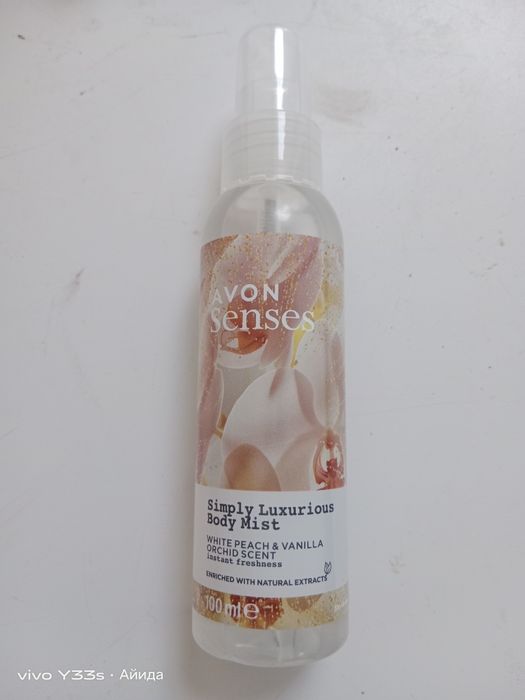 AVON
Senses
Simply Luxurious
Body Mist
WHITE PEACH & VANILLA
ORCHID SCENT
instant freshness
ENRICHED WITH NATURAL EXTRACTS
100 ml e
vivo Y33s · Айида